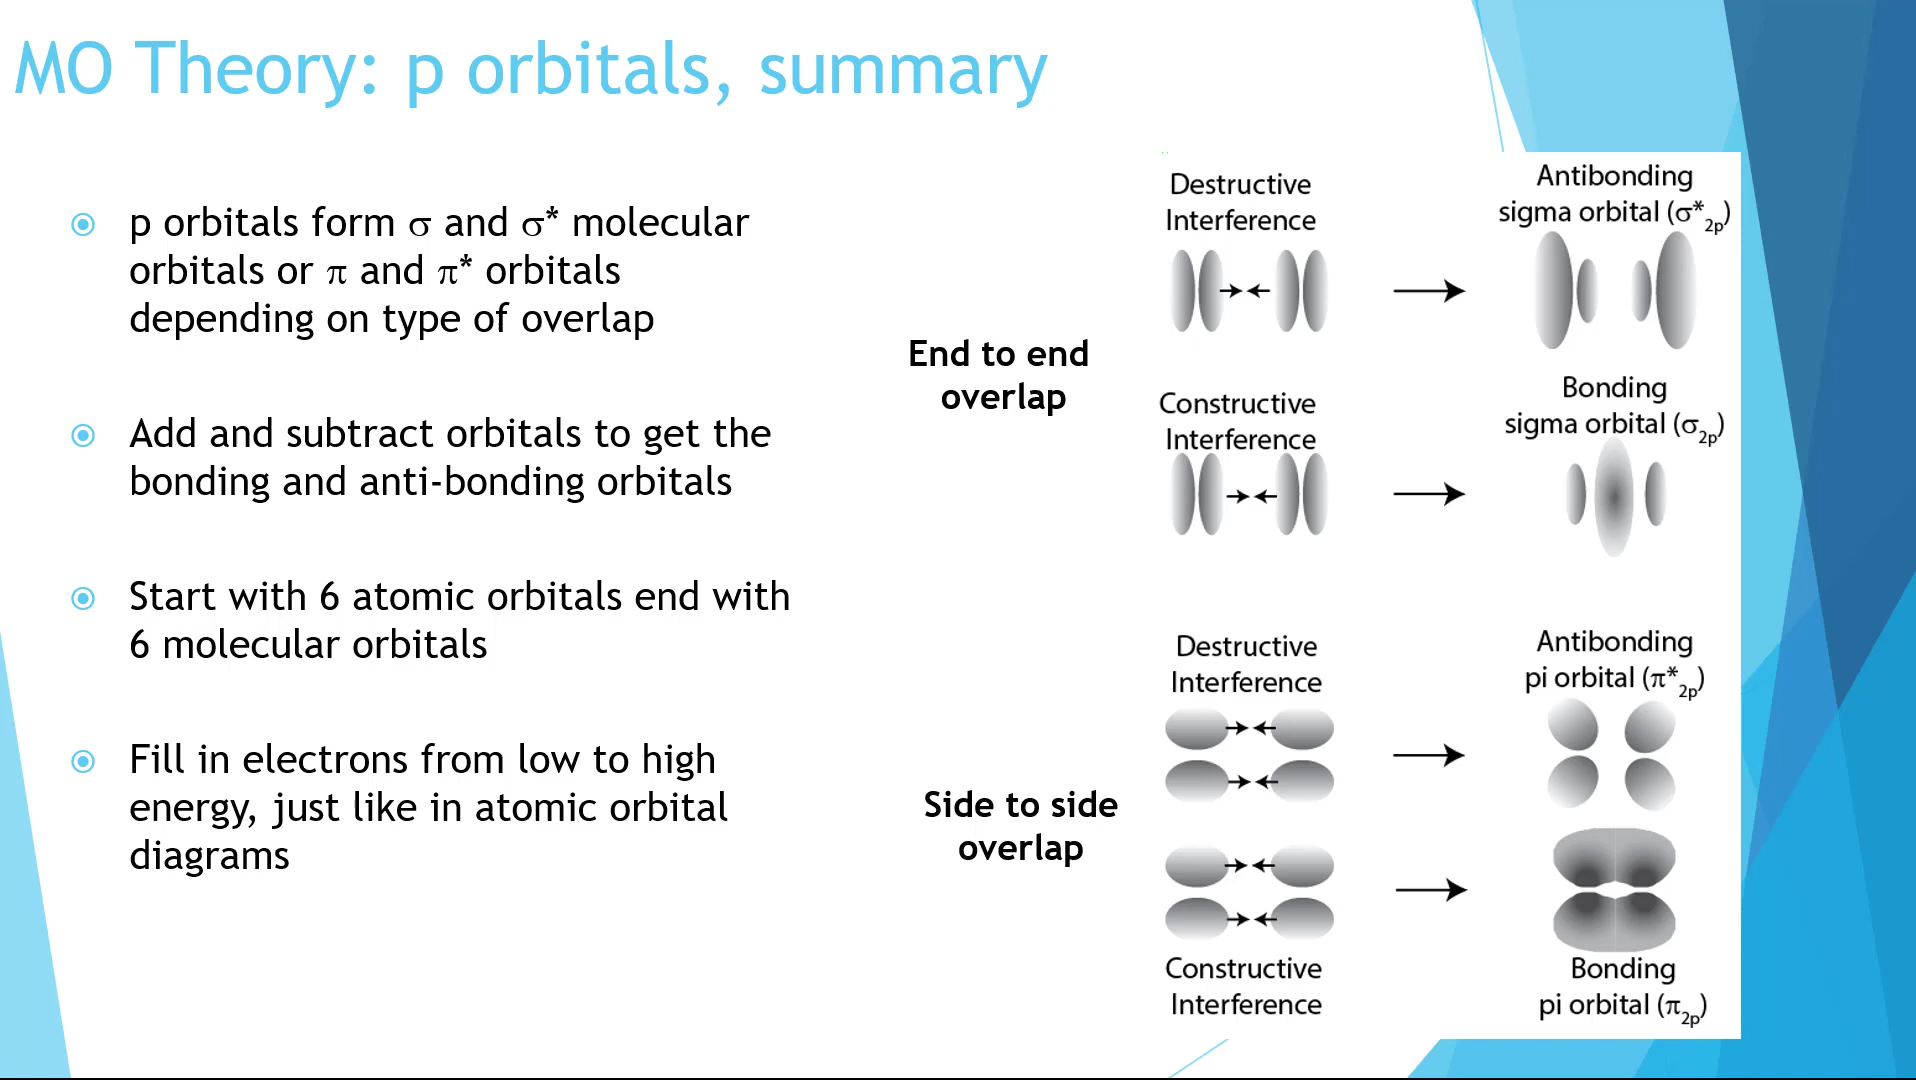 MO Theory: p orbitals, summary
p orbitals form σ and σ* molecular
orbitals or π and π* orbitals
depending on type of overlap
Add and subtract orbitals to get the
bonding and anti-bonding orbitals
Start with 6 atomic orbitals end with
6 molecular orbitals
Fill in electrons from low to high
energy, just like in atomic orbital
diagrams
End to end
overlap
Destructive
Interference
Antibonding
sigma orbital (σ*2p)
Constructive
Interference
Bonding
sigma orbital (σ2p)
Side to side
overlap
Destructive
Interference
Antibonding
pi orbital (π*2p)
Constructive
Interference
Bonding
pi orbital (π2p)